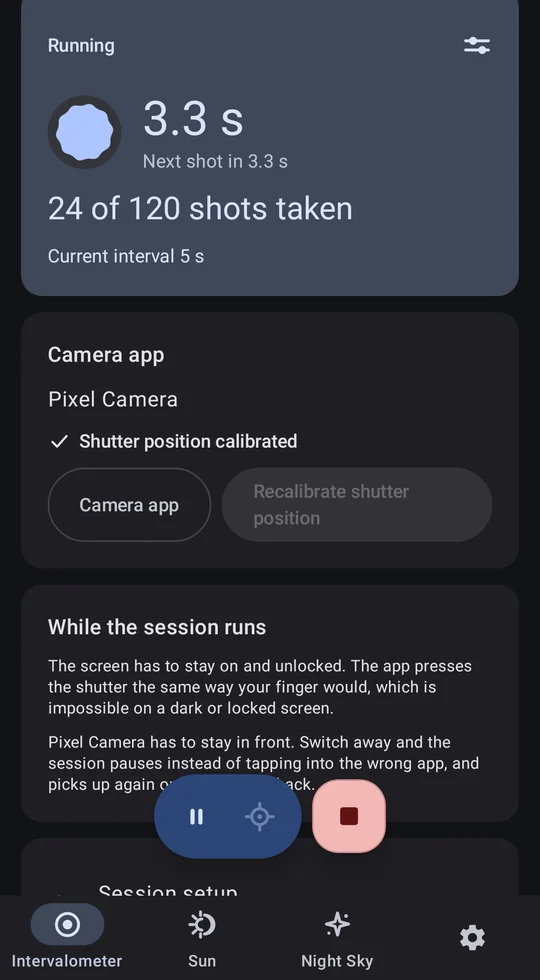 Running
3.3 s
Next shot in 3.3 s
24 of 120 shots taken
Current interval 5 s
Camera app
Pixel Camera
Shutter position calibrated
Camera app
Recalibrate shutter
position
While the session runs
The screen has to stay on and unlocked. The app presses
the shutter the same way your finger would, which is
impossible on a dark or locked screen.
Pixel Camera has to stay in front. Switch away and the
session pauses instead of tapping into the wrong app, and
picks up again
Session setup
Intervalometer
Sun
Night Sky